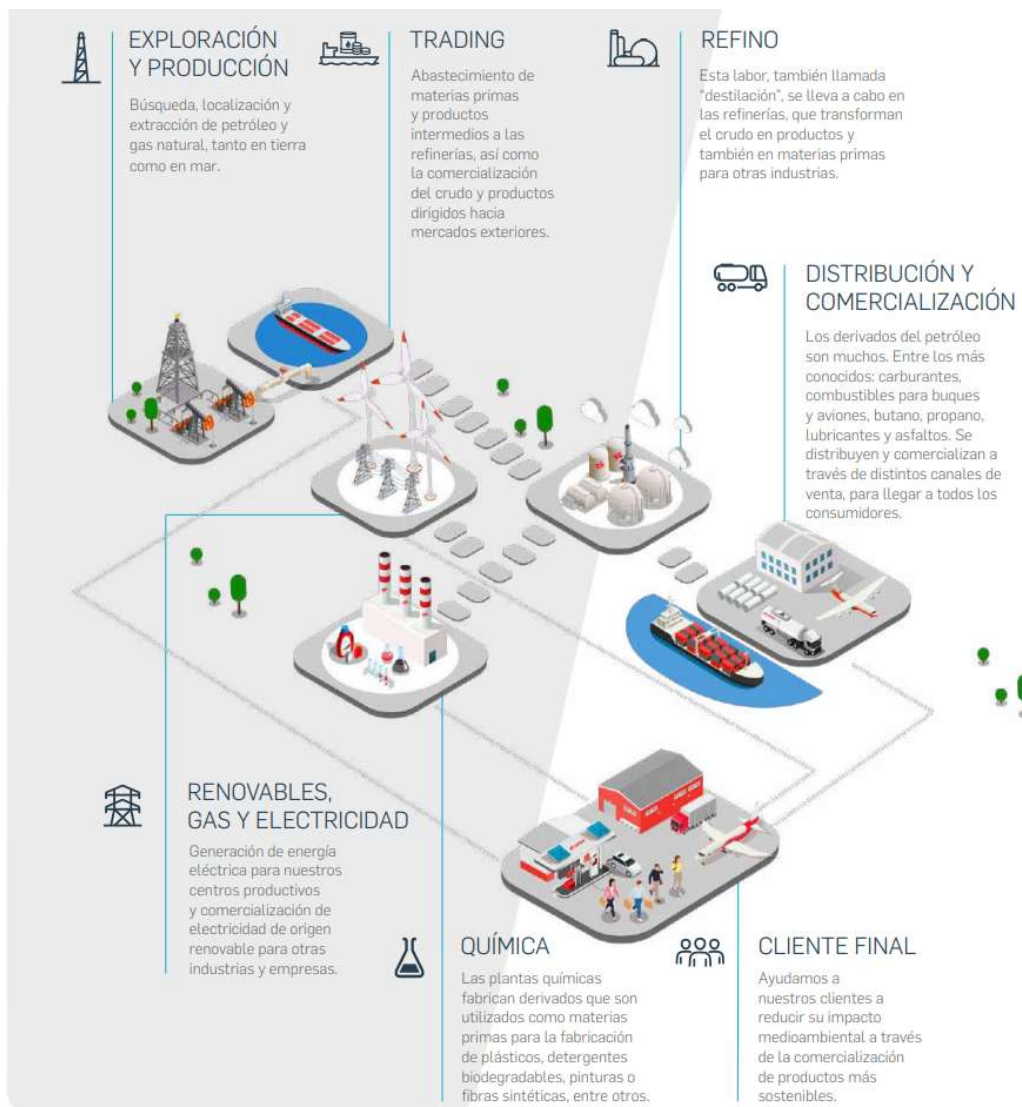 EXPLORACIÓN
Y PRODUCCIÓN
Búsqueda, localización y
extracción de petróleo y
gas natural, tanto en tierra
como en mar.
TRADING
Abastecimiento de
materias primas
y productos
intermedios a las
refinerías, así como
la comercialización
del crudo y productos
dirigidos hacia
mercados exteriores.
REFINO
Esta labor, también llamada
"destilación", se lleva a cabo en
las refinerías, que transforman
el crudo en productos y
también en materias primas
para otras industrias.
DISTRIBUCIÓN Y
COMERCIALIZACIÓN
Los derivados del petróleo
son muchos. Entre los más
conocidos: carburantes,
combustibles para buques
y aviones, butano, propano,
lubricantes y asfaltos. Se
distribuyen y comercializan a
través de distintos canales de
venta, para llegar a todos los
consumidores.
RENOVABLES,
GAS Y ELECTRICIDAD
Generación de energía
eléctrica para nuestros
centros productivos
y comercialización de
electricidad de origen
renovable para otras
industrias y empresas.
QUÍMICA
Las plantas químicas
fabrican derivados que son
utilizados como materias
primas para la fabricación
de plásticos, detergentes
biodegradables, pinturas o
fibras sintéticas, entre otros.
CLIENTE FINAL
Ayudamos a
nuestros clientes a
reducir su impacto
medioambiental a través
de la comercialización
de productos más
sostenibles.